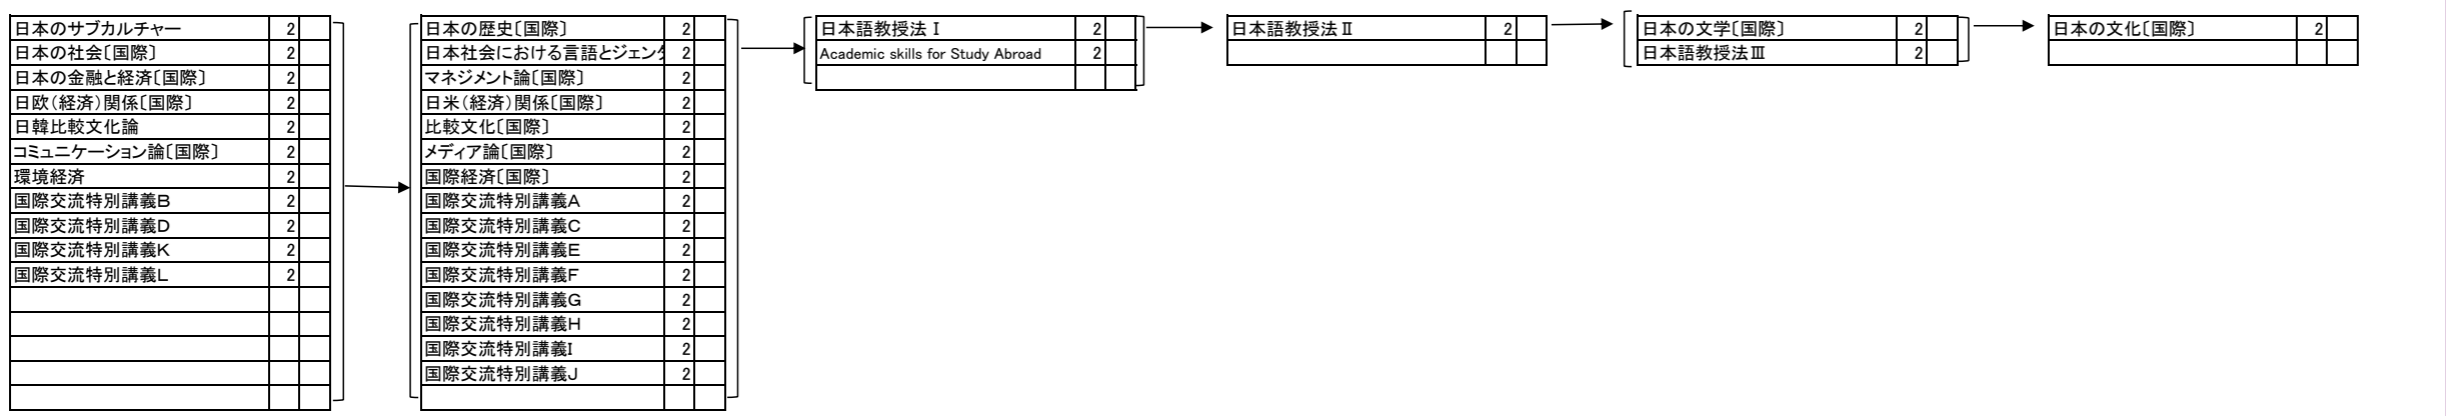 日本のサブカルチャー 2
日本の社会〔国際〕 2
日本の金融と経済〔国際〕 2
日欧（経済）関係〔国際〕 2
日韓比較文化論 2
コミュニケーション論〔国際〕 2
環境経済 2
国際交流特別講義B 2
国際交流特別講義D 2
国際交流特別講義K 2
国際交流特別講義L 2
日本の歴史〔国際〕 2
日本社会における言語とジェン 2
マネジメント論〔国際〕 2
日米（経済）関係〔国際〕 2
比較文化〔国際〕 2
メディア論〔国際〕 2
国際経済〔国際〕 2
国際交流特別講義A 2
国際交流特別講義C 2
国際交流特別講義E 2
国際交流特別講義F 2
国際交流特別講義G 2
国際交流特別講義H 2
国際交流特別講義I 2
国際交流特別講義J 2
日本語教授法Ⅰ 2
Academic skills for Study Abroad 2
日本語教授法Ⅱ 2
日本の文学〔国際〕 2
日本語教授法Ⅲ 2
日本の文化〔国際〕 2